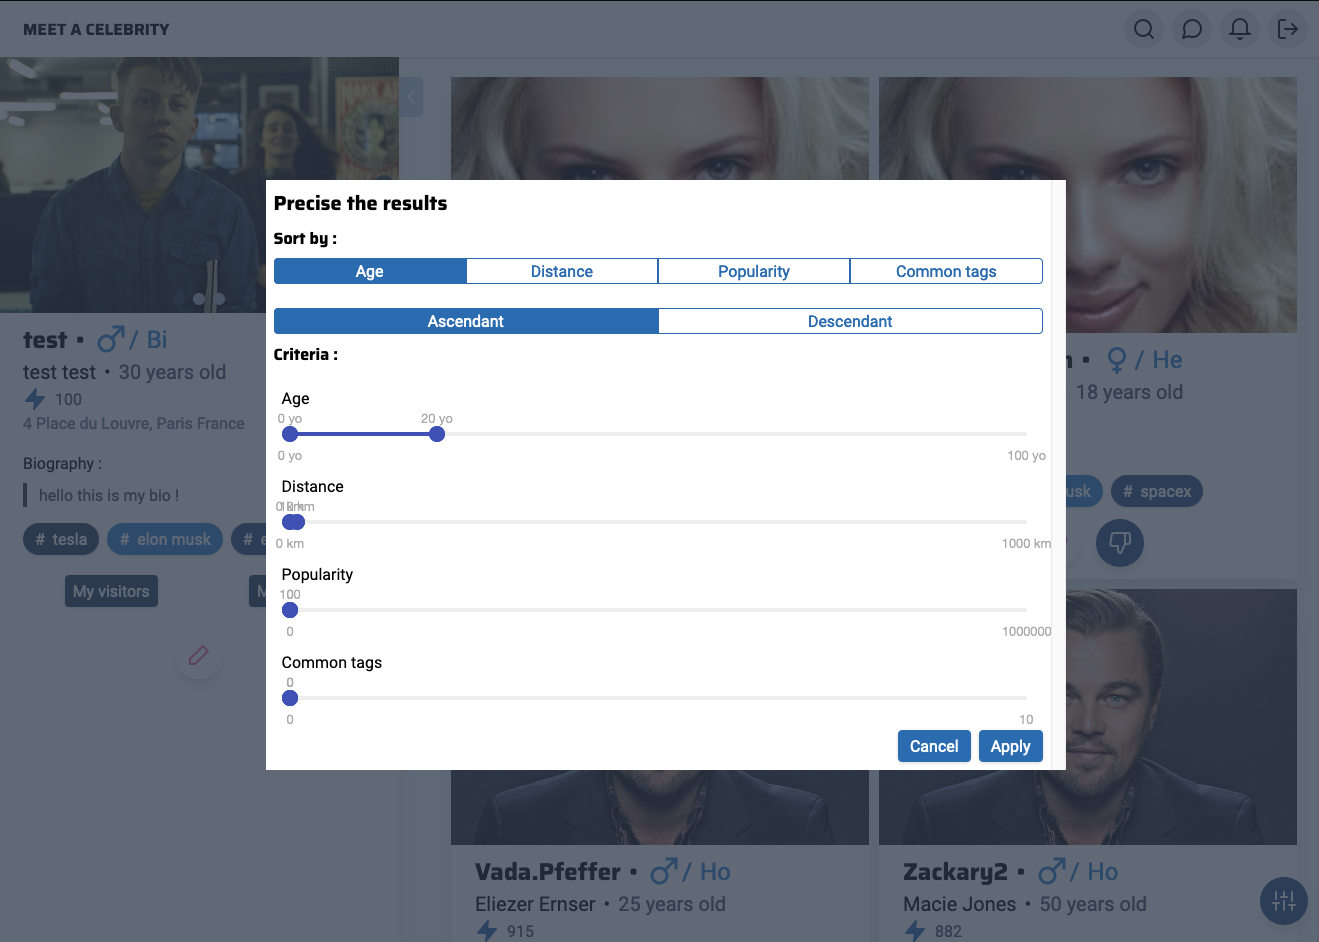 MEET A CELEBRITY
MAKE A
test • / Bi
test test • 30 years old
100
4 Place du Louvre, Paris France
Biography :
hello this is my bio !
# tesla # elon musk # e
My visitors M
Precise the results
Sort by :
Age Distance Popularity Common tags
Ascendant Descendant
Criteria :
Age
0 yo 20 yo
0 yo 100 yo
Distance
0 km
0 km 1000 km
Popularity
100
0 1000000
Common tags
0
0 10
Cancel Apply
n • / He
18 years old
usk # spacex
Vada.Pfeffer • / Ho
Eliezer Ernser • 25 years old
915
Zackary2 • / Ho
Macie Jones • 50 years old
882